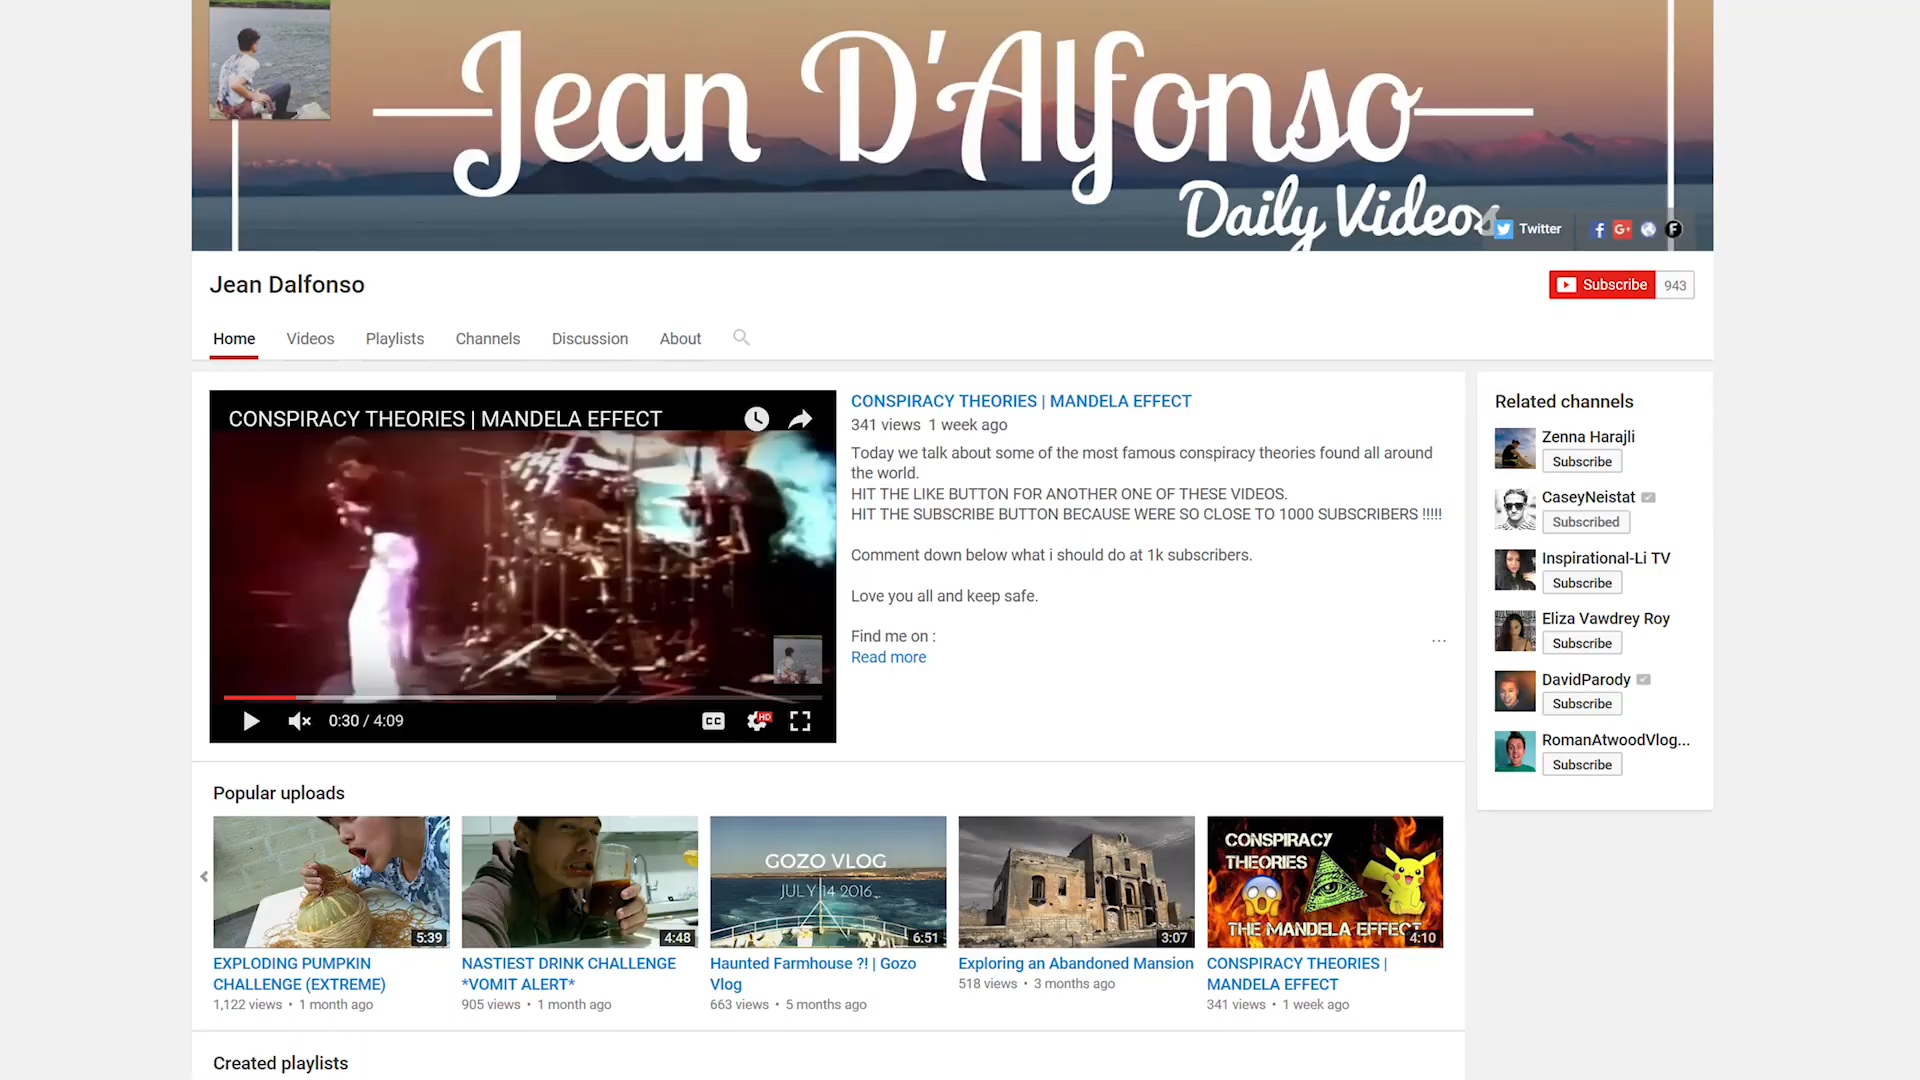 Jean D'Alfonso
Daily Videos
Twitter
Jean Dalfonso
Subscribe 943
Home Videos Playlists Channels Discussion About
CONSPIRACY THEORIES | MANDELA EFFECT
0:30 / 4:09
CC
HD
CONSPIRACY THEORIES | MANDELA EFFECT
341 views 1 week ago
Today we talk about some of the most famous conspiracy theories found all around
the world.
HIT THE LIKE BUTTON FOR ANOTHER ONE OF THESE VIDEOS.
HIT THE SUBSCRIBE BUTTON BECAUSE WERE SO CLOSE TO 1000 SUBSCRIBERS !!!!!
Comment down below what i should do at 1k subscribers.
Love you all and keep safe.
Find me on :
Read more
Related channels
Zenna Harajli
Subscribe
CaseyNeistat
Subscribed
Inspirational-Li TV
Subscribe
Eliza Vawdrey Roy
Subscribe
DavidParody
Subscribe
RomanAtwoodVlog...
Subscribe
Popular uploads
5:39
EXPLODING PUMPKIN
CHALLENGE (EXTREME)
1,122 views • 1 month ago
4:48
NASTIEST DRINK CHALLENGE
*VOMIT ALERT*
905 views • 1 month ago
GOZO VLOG
JULY 14 2016
6:51
Haunted Farmhouse ?! | Gozo
Vlog
663 views • 5 months ago
3:07
Exploring an Abandoned Mansion
518 views • 3 months ago
CONSPIRACY
THEORIES
THE MANDELA EFFECT
4:10
CONSPIRACY THEORIES |
MANDELA EFFECT
341 views • 1 week ago
Created playlists